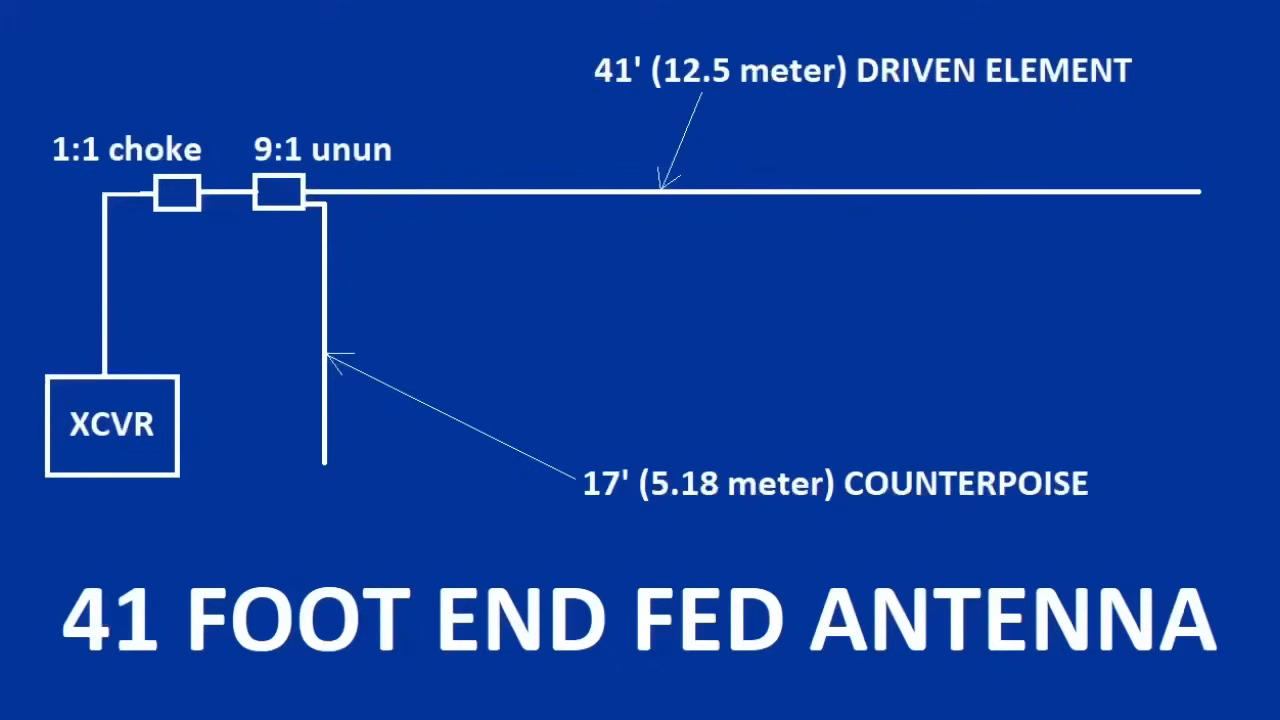 41' (12.5 meter) DRIVEN ELEMENT
1:1 choke
9:1 unun
XCVR
17' (5.18 meter) COUNTERPOISE
41 FOOT END FED ANTENNA